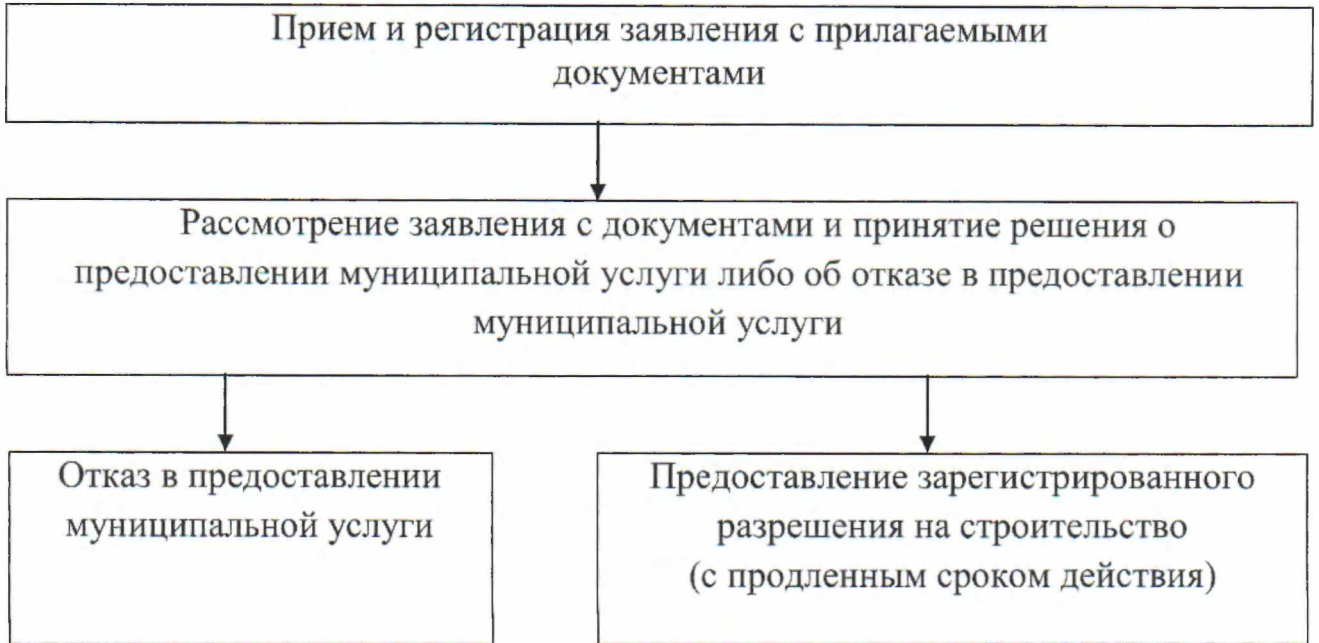 Прием и регистрация заявления с прилагаемыми
документами
Рассмотрение заявления с документами и принятие решения о
предоставлении муниципальной услуги либо об отказе в предоставлении
муниципальной услуги
Отказ в предоставлении
муниципальной услуги
Предоставление зарегистрированного
разрешения на строительство
(с продленным сроком действия)